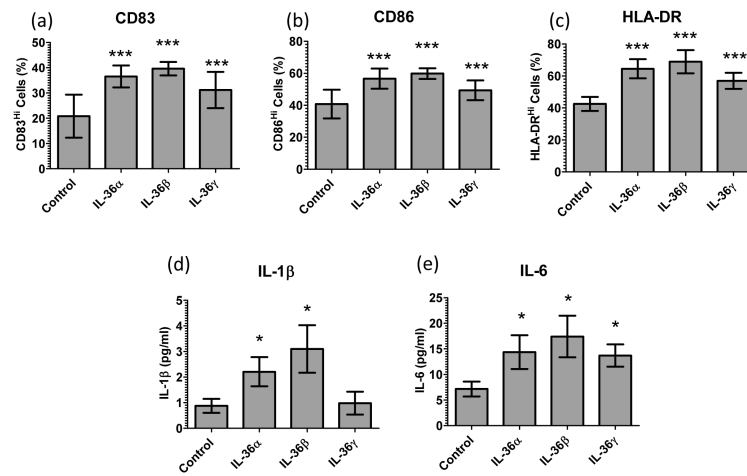 (a)
CD83
CD83Hi Cells (%)
50
40
30
20
10
0
***
***
***
Control
IL-36α
IL-36β
IL-36γ
(b)
CD86
CD86Hi Cells (%)
80
60
40
20
0
***
***
***
Control
IL-36α
IL-36β
IL-36γ
(c)
HLA-DR
HLA-DRHi Cells (%)
80
60
40
20
0
***
***
***
Control
IL-36α
IL-36β
IL-36γ
(d)
IL-1β
IL-1β (pg/ml)
5
4
3
2
1
0
*
*
Control
IL-36α
IL-36β
IL-36γ
(e)
IL-6
IL-6 (pg/ml)
25
20
15
10
5
0
*
*
*
Control
IL-36α
IL-36β
IL-36γ